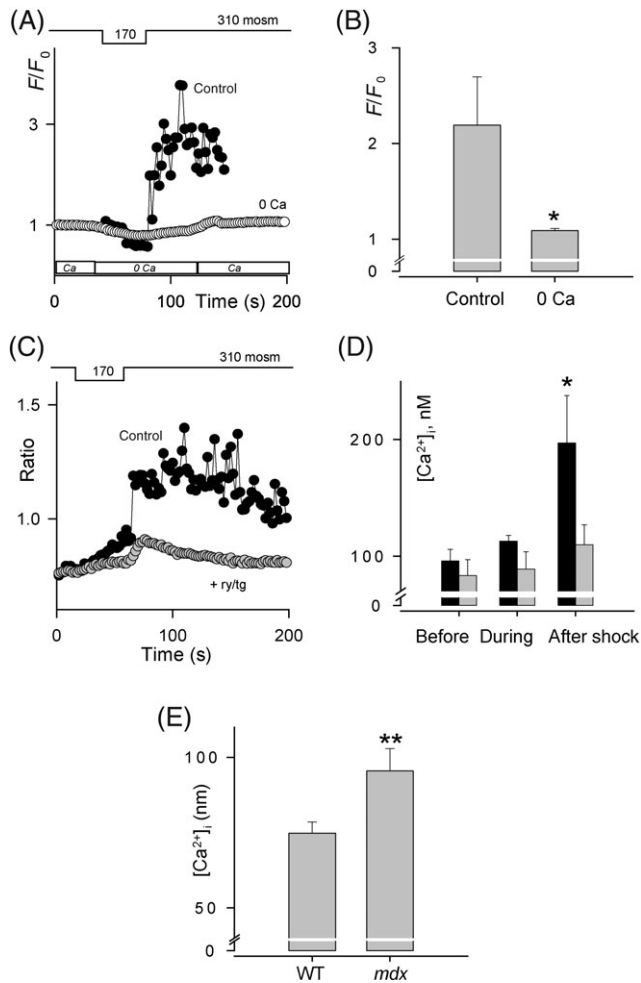 (A)
170
310 mosm
F/F0
Control
3
0 Ca
1
Ca
0 Ca
Ca
0
100
200
Time (s)
(B)
F/F0
3
2
*
1
0
Control
0 Ca
(C)
170
310 mosm
1.5
Control
Ratio
1.0
+ ry/tg
0
100
200
Time (s)
(D)
[Ca²⁺]i, nM
*
200
100
0
Before
During
After shock
(E)
[Ca²⁺]i (nm)
**
100
50
0
WT
mdx